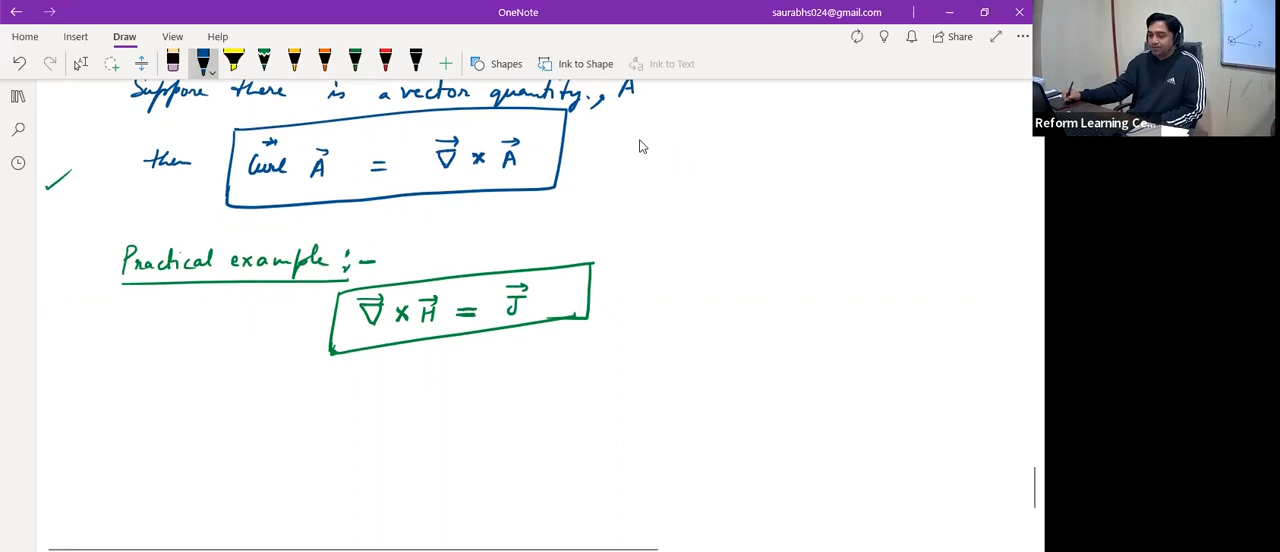 OneNote
saurabhs024@gmail.com
Home Insert Draw View Help
Share
Shapes Ink to Shape Ink to Text
Suppose there is a vector quantity., A
then Curl A⃗ = ∇⃗ × A⃗
Practical example :-
∇⃗ × H⃗ = J⃗
Reform Learning Ce...